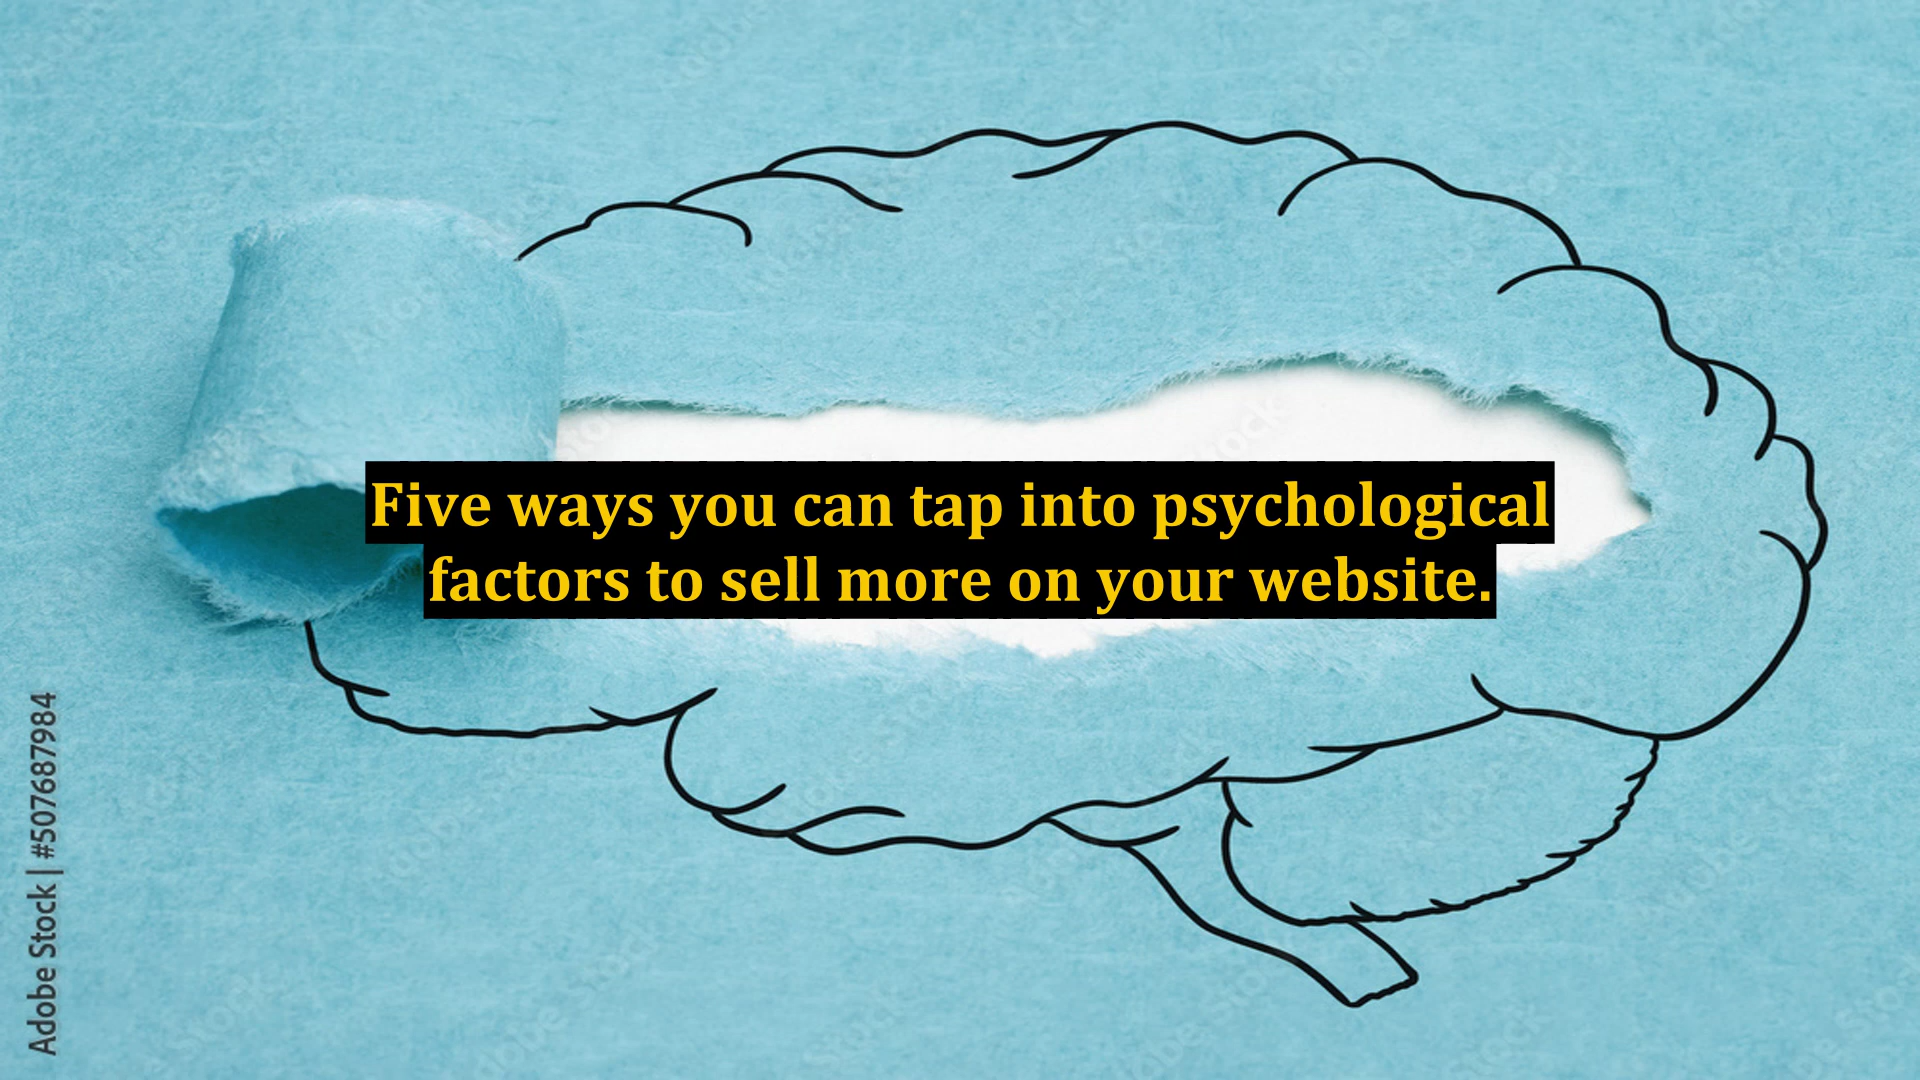 Five ways you can tap into psychological
factors to sell more on your website.
Adobe Stock | #507687984